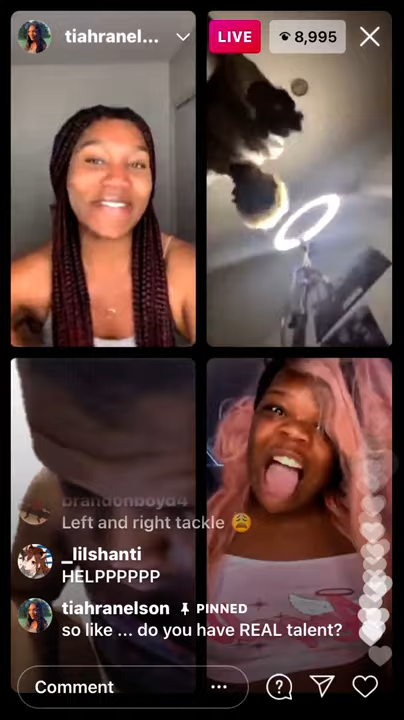 tiahranel...
LIVE
8,995
brandonboyd4
Left and right tackle 😩
_lilshanti
HELPPPPPP
tiahranelson PINNED
so like ... do you have REAL talent?
Comment